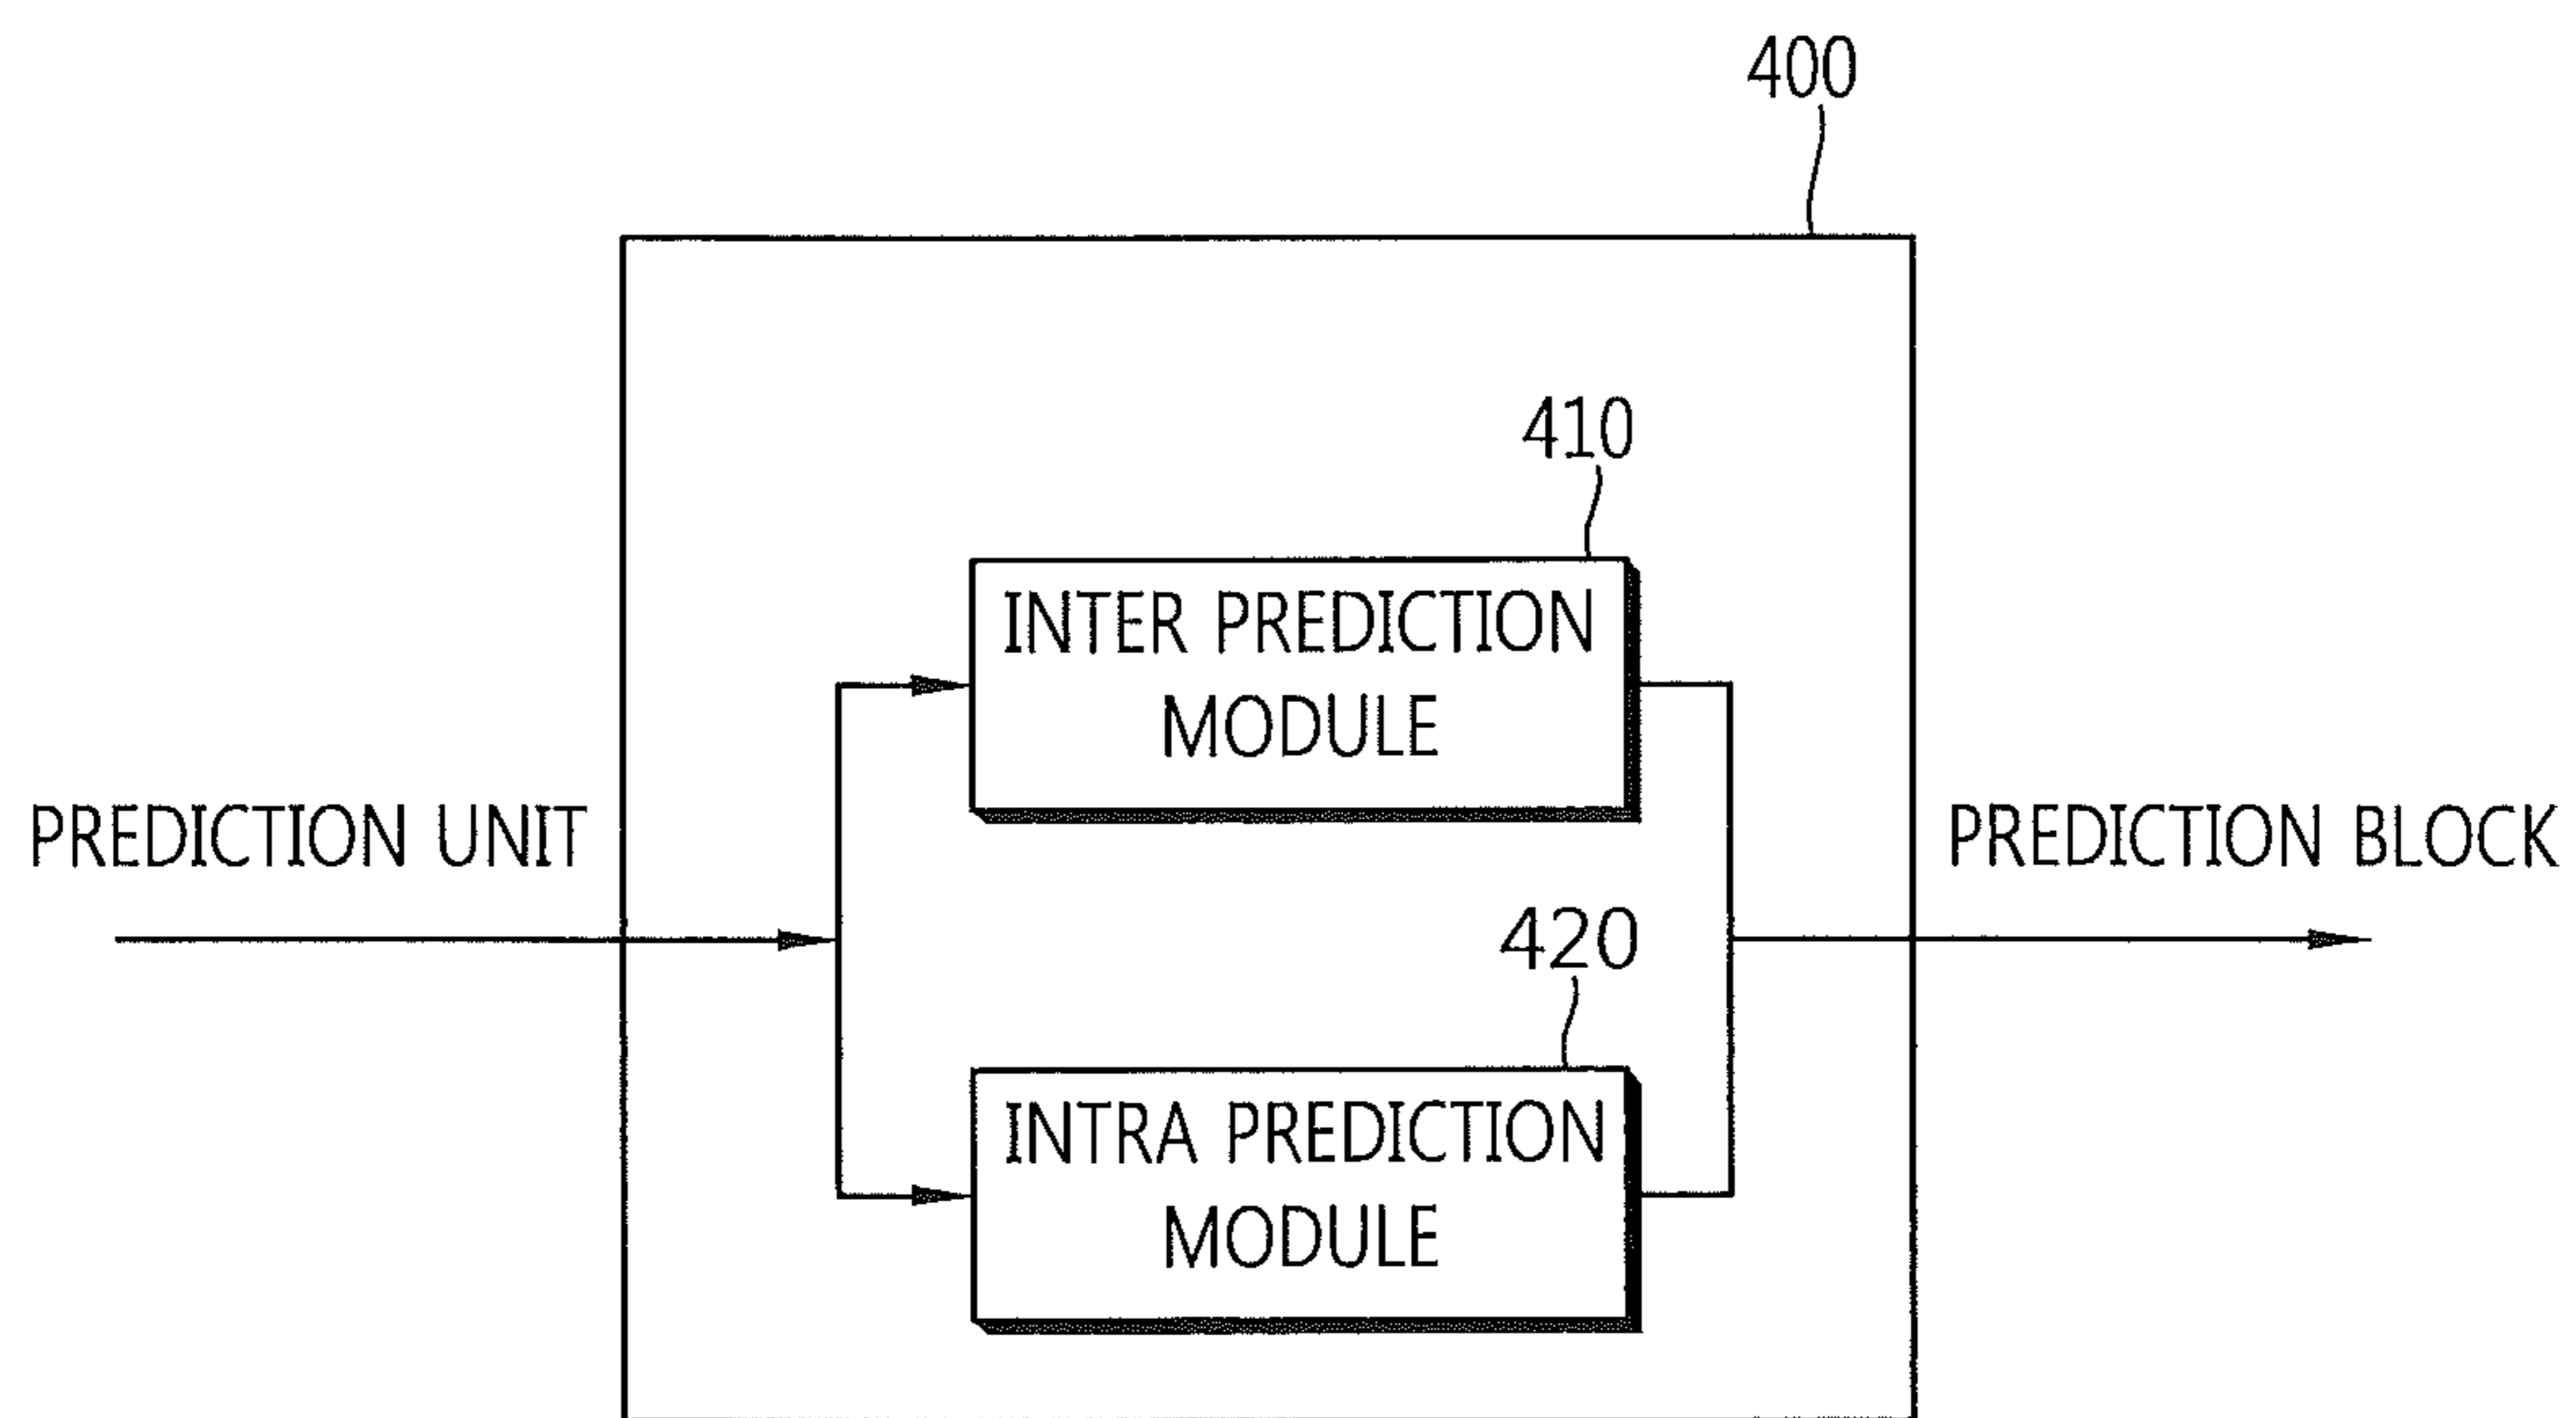 400
410
INTER PREDICTION
MODULE
PREDICTION UNIT
PREDICTION BLOCK
420
INTRA PREDICTION
MODULE